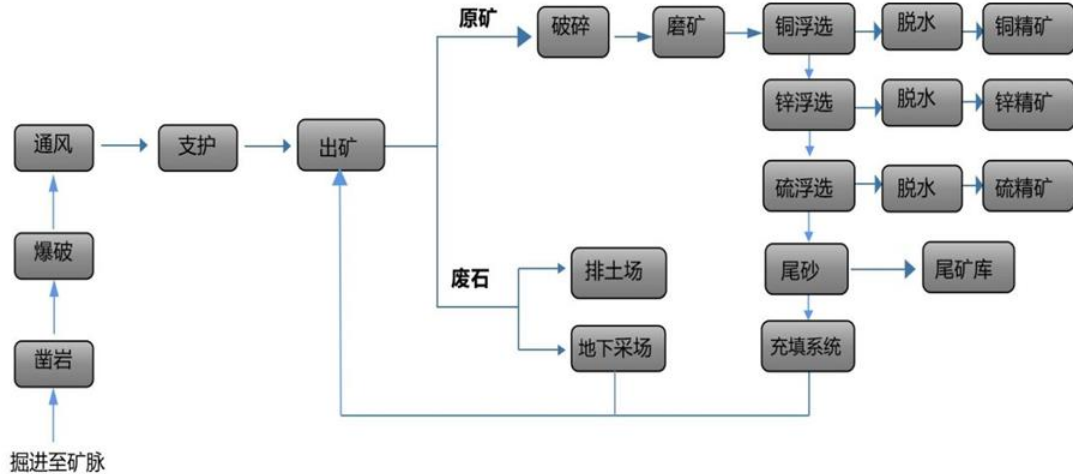 原矿
破碎
磨矿
铜浮选
脱水
铜精矿
锌浮选
脱水
锌精矿
通风
支护
出矿
硫浮选
脱水
硫精矿
爆破
废石
排土场
尾砂
尾矿库
凿岩
地下采场
充填系统
掘进至矿脉